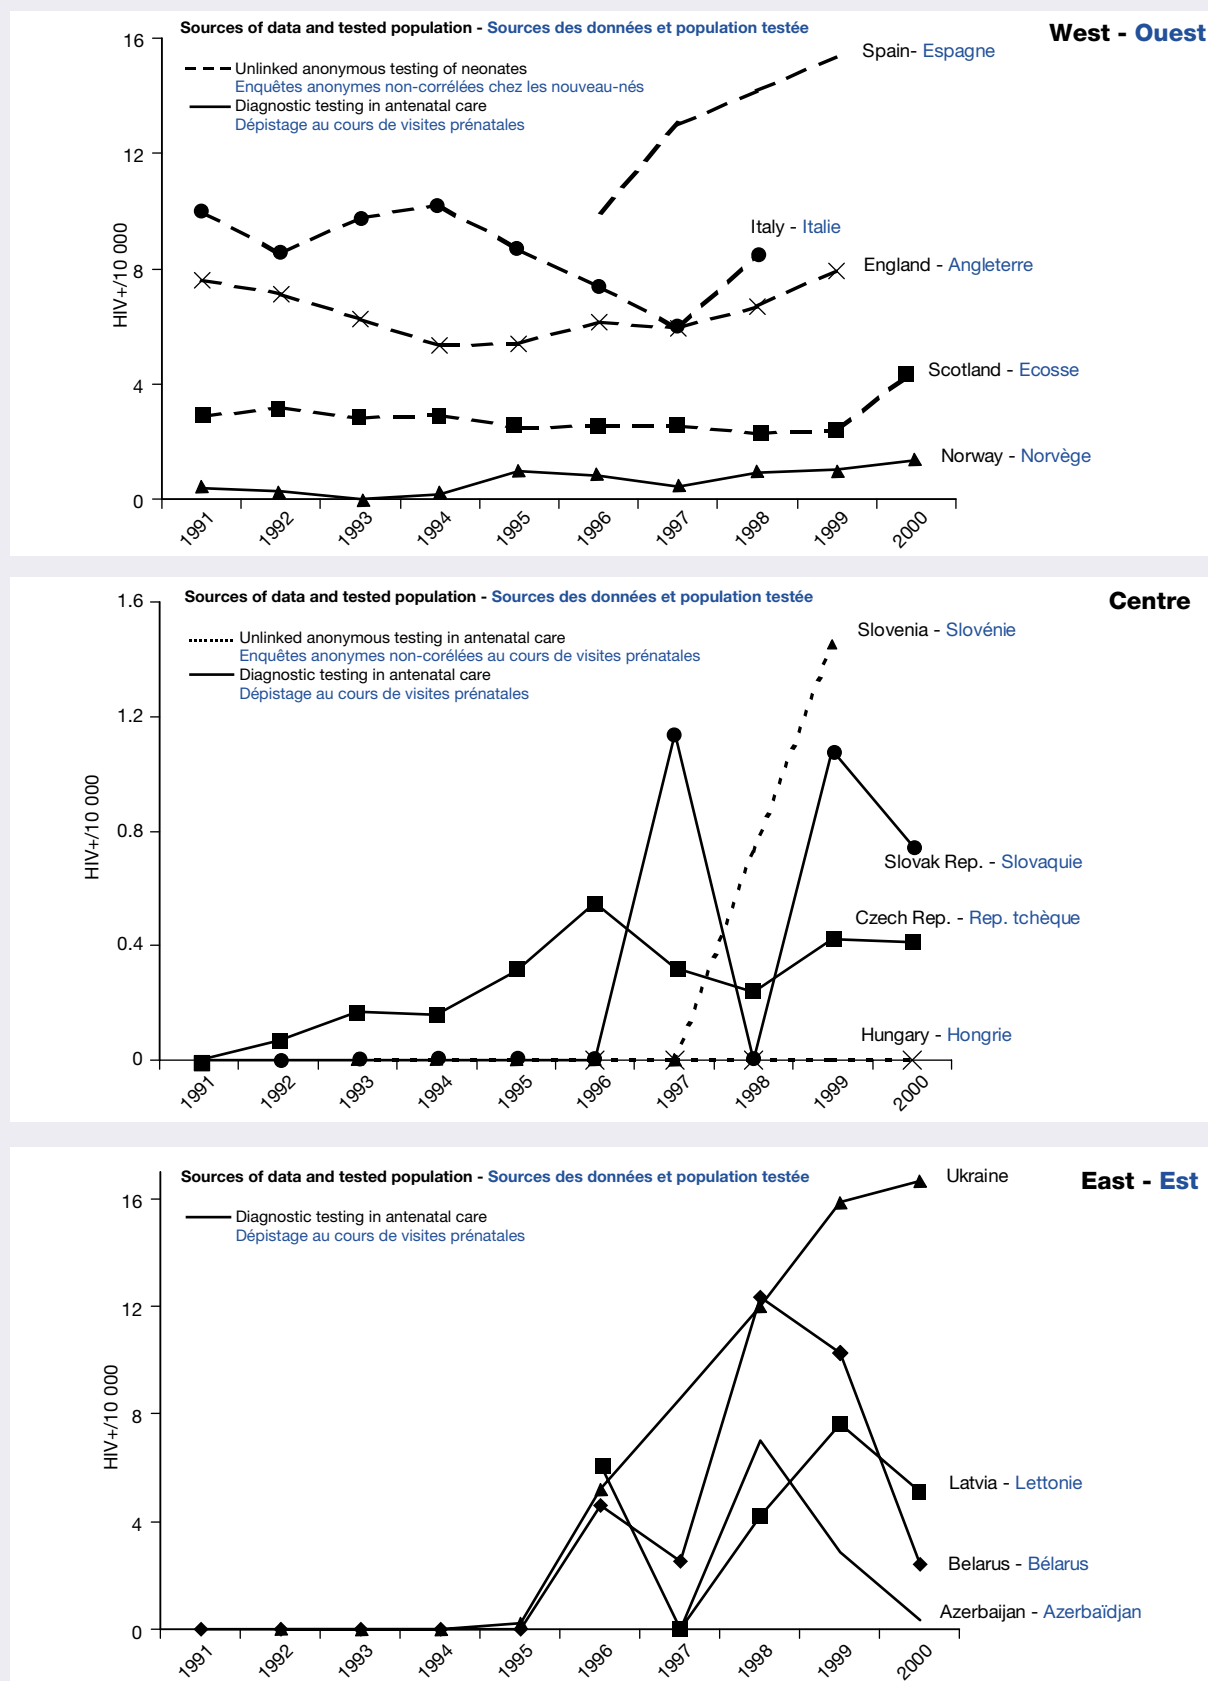 Sources of data and tested population - Sources des données et population testée
West - Ouest
Unlinked anonymous testing of neonates
Enquêtes anonymes non-corrélées chez les nouveau-nés
Diagnostic testing in antenatal care
Dépistage au cours de visites prénatales
HIV+/10 000
16
12
8
4
0
Spain- Espagne
Italy - Italie
England - Angleterre
Scotland - Ecosse
Norway - Norvège
1991 1992 1993 1994 1995 1996 1997 1998 1999 2000
Sources of data and tested population - Sources des données et population testée
Centre
Unlinked anonymous testing in antenatal care
Enquêtes anonymes non-corélées au cours de visites prénatales
Diagnostic testing in antenatal care
Dépistage au cours de visites prénatales
HIV+/10 000
1.6
1.2
0.8
0.4
0
Slovenia - Slovénie
Slovak Rep. - Slovaquie
Czech Rep. - Rep. tchèque
Hungary - Hongrie
1991 1992 1993 1994 1995 1996 1997 1998 1999 2000
Sources of data and tested population - Sources des données et population testée
East - Est
Diagnostic testing in antenatal care
Dépistage au cours de visites prénatales
HIV+/10 000
16
12
8
4
0
Ukraine
Latvia - Lettonie
Belarus - Bélarus
Azerbaijan - Azerbaïdjan
1991 1992 1993 1994 1995 1996 1997 1998 1999 2000